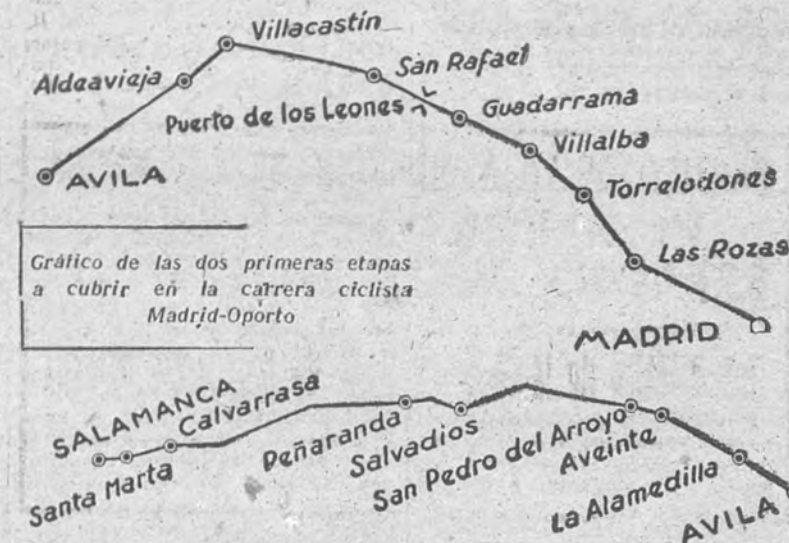 Villacastín
Aldeavieja
San Rafael
Puerto de los Leones
Guadarrama
Villalba
AVILA
Torrelodones
Las Rozas
Gráfico de las dos primeras etapas
a cubrir en la carrera ciclista
Madrid-Oporto
MADRID
SALAMANCA
Calvarrasa
Santa Marta
Peñaranda
Salvadios
San Pedro del Arroyo
Aveinte
La Alamedilla
AVILA